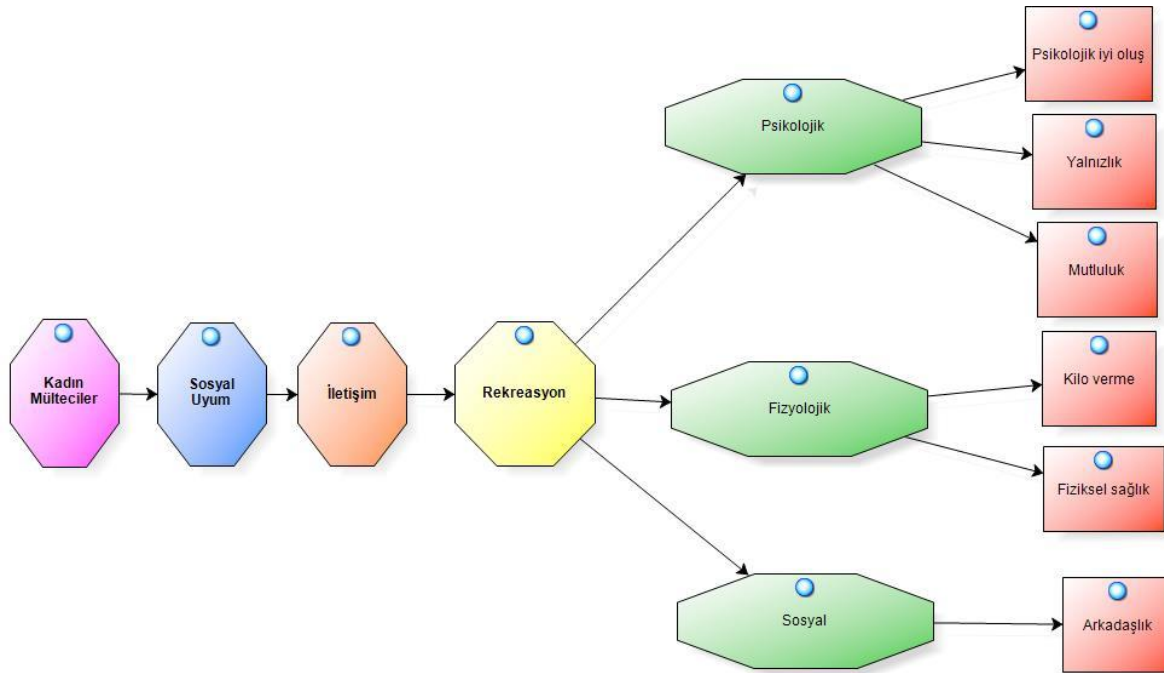 Kadın
Mülteciler
Sosyal
Uyum
İletişim
Rekreasyon
Psikolojik
Psikolojik iyi oluş
Yalnızlık
Mutluluk
Fizyolojik
Kilo verme
Fiziksel sağlık
Sosyal
Arkadaşlık